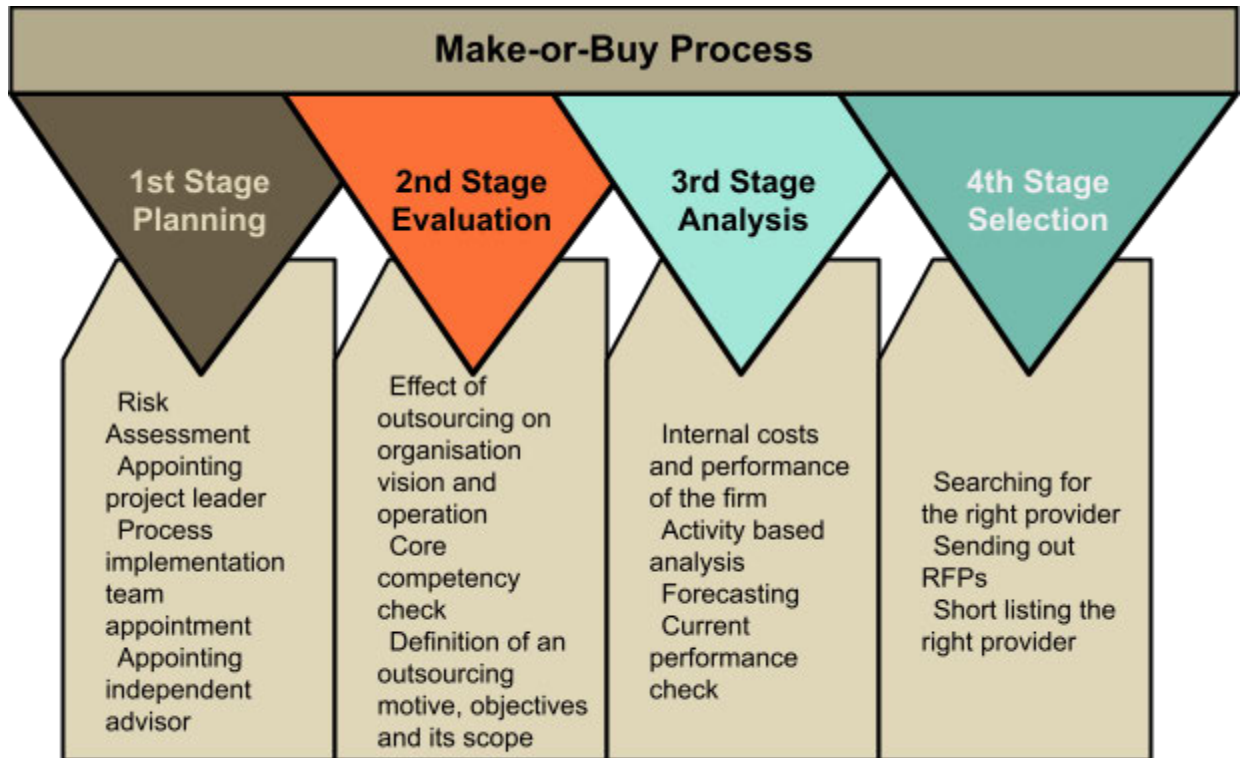 Make-or-Buy Process
1st Stage
Planning
2nd Stage
Evaluation
3rd Stage
Analysis
4th Stage
Selection
Risk
Assessment
Appointing
project leader
Process
implementation
team
appointment
Appointing
independent
advisor
Effect of
outsourcing on
organisation
vision and
operation
Core
competency
check
Definition of an
outsourcing
motive, objectives
and its scope
Internal costs
and performance
of the firm
Activity based
analysis
Forecasting
Current
performance
check
Searching for
the right provider
Sending out
RFPs
Short listing the
right provider